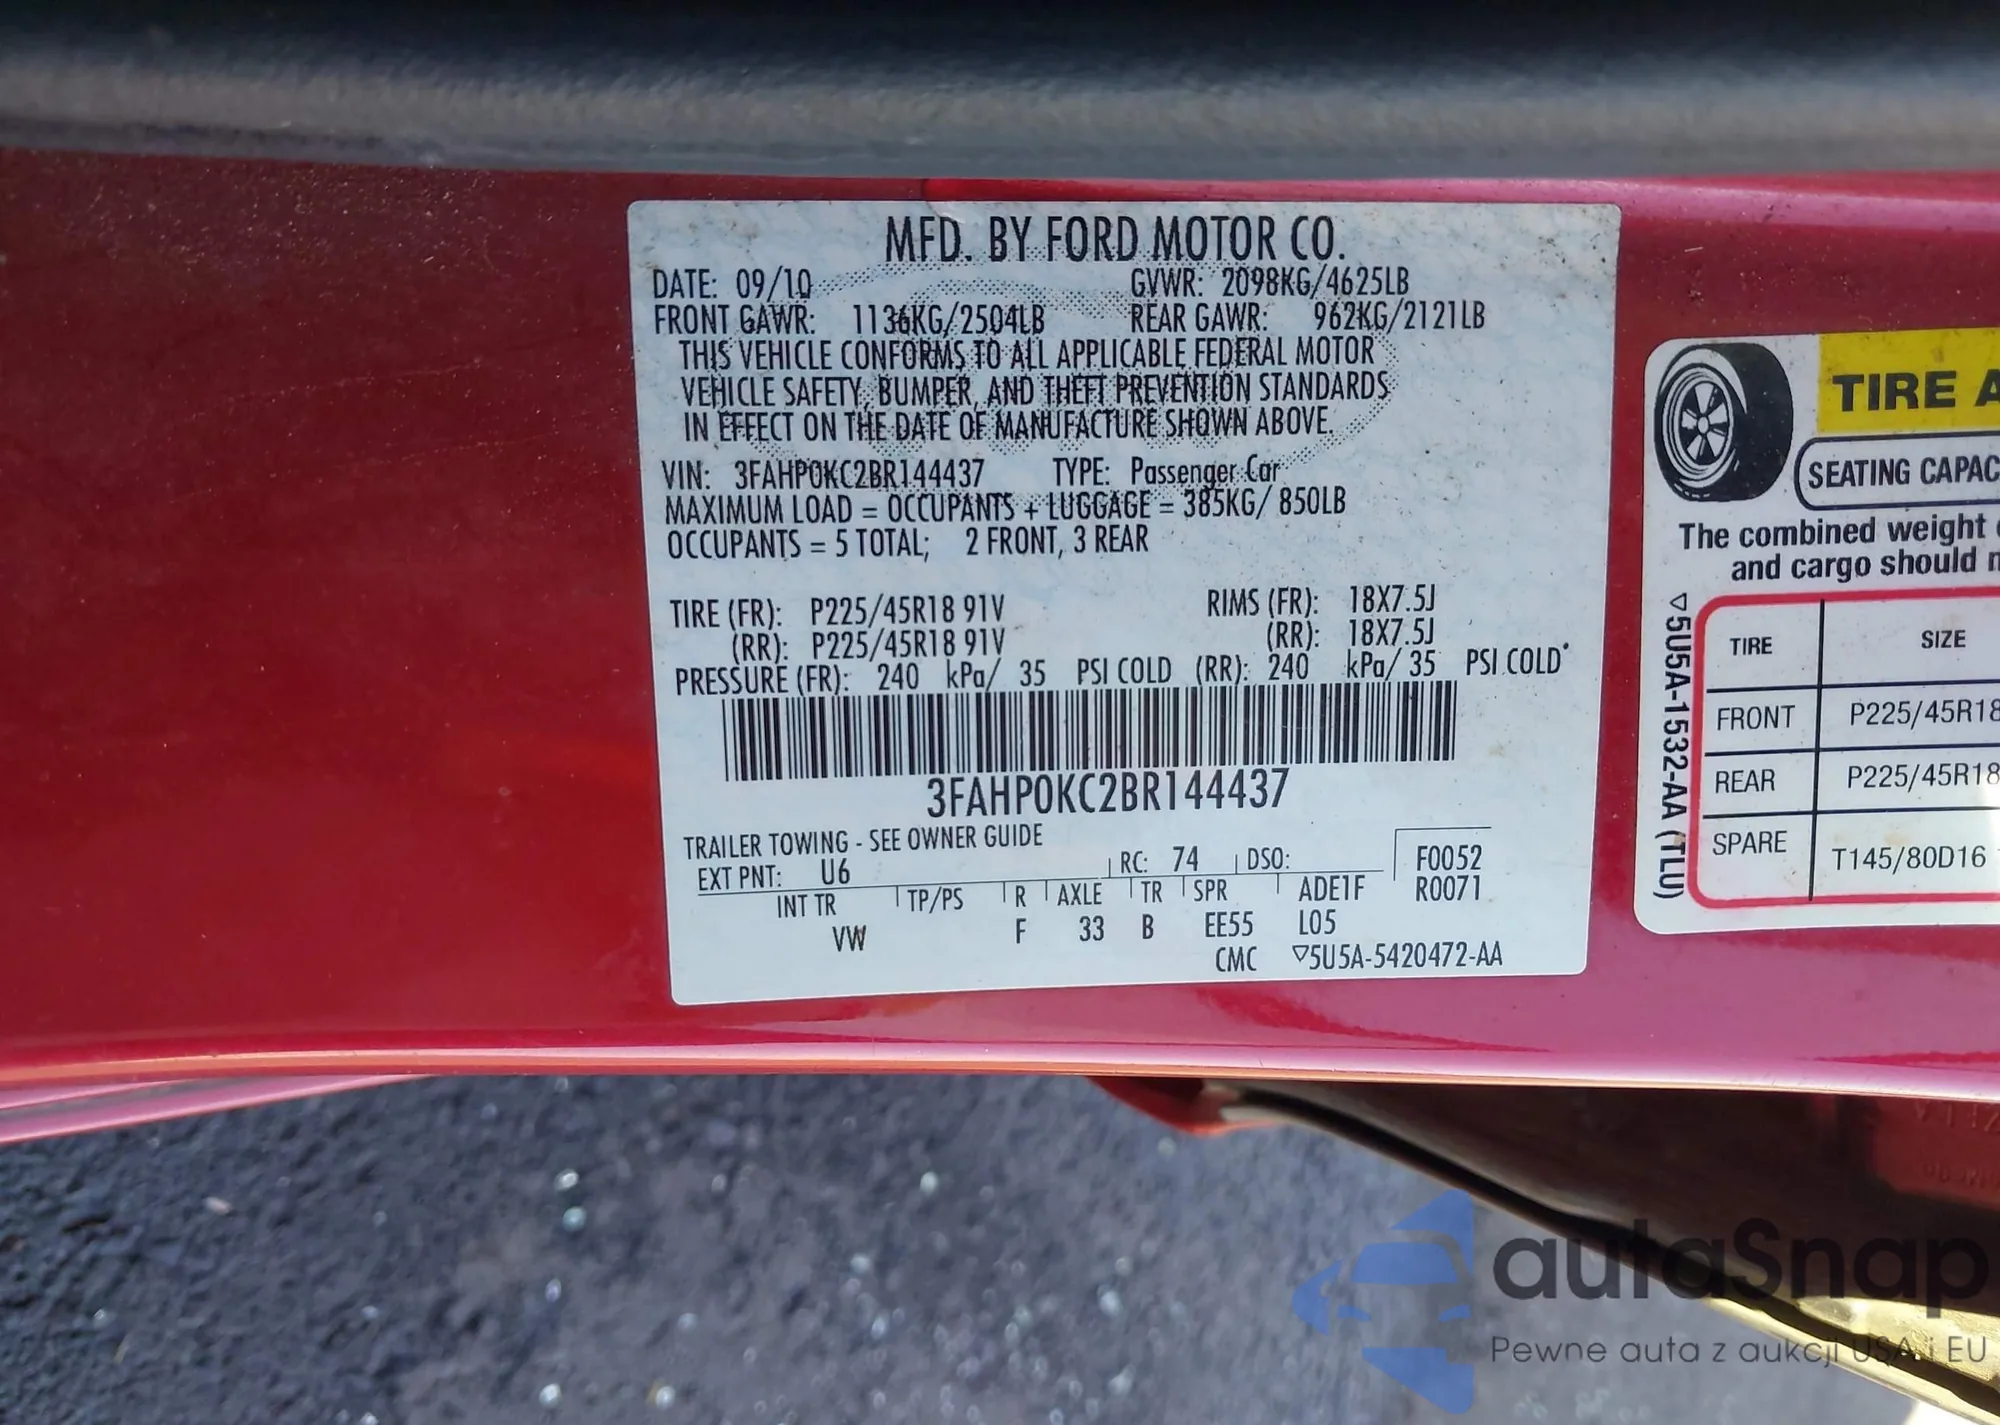 MFD. BY FORD MOTOR CO.
DATE: 09/10 GVWR: 2098KG/4625LB
FRONT GAWR: 1136KG/2504LB REAR GAWR: 962KG/2121LB
THIS VEHICLE CONFORMS TO ALL APPLICABLE FEDERAL MOTOR
VEHICLE SAFETY, BUMPER, AND THEFT PREVENTION STANDARDS
IN EFFECT ON THE DATE OF MANUFACTURE SHOWN ABOVE.
VIN: 3FAHP0KC2BR144437 TYPE: Passenger Car
MAXIMUM LOAD = OCCUPANTS + LUGGAGE = 385KG/ 850LB
OCCUPANTS = 5 TOTAL; 2 FRONT, 3 REAR
TIRE (FR): P225/45R18 91V RIMS (FR): 18X7.5J
(RR): P225/45R18 91V (RR): 18X7.5J
PRESSURE (FR): 240 kPa/ 35 PSI COLD (RR): 240 kPa/ 35 PSI COLD
3FAHP0KC2BR144437
TRAILER TOWING - SEE OWNER GUIDE
EXT PNT: U6 RC: 74 DSO: F0052
INT TR TP/PS R AXLE TR SPR ADE1F R0071
VW F 33 B EE55 L05
CMC ▽5U5A-5420472-AA
TIRE A
SEATING CAPAC
The combined weight
and cargo should
▽5U5A-1532-AA (TLU)
TIRE SIZE
FRONT P225/45R18
REAR P225/45R18
SPARE T145/80D16
autaSnap
Pewne auta z aukcji USA i EU